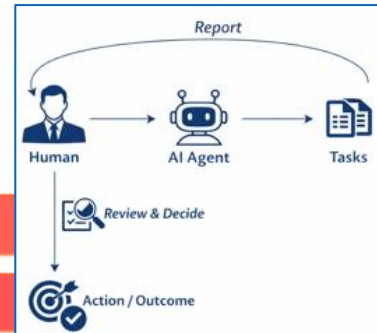 Report
Human
AI Agent
Tasks
Review & Decide
Action / Outcome